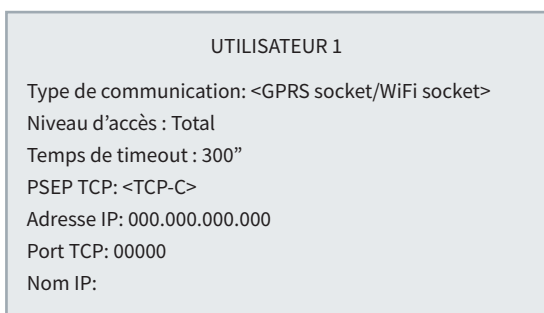 UTILISATEUR 1
Type de communication: <GPRS socket/WiFi socket>
Niveau d’accès : Total
Temps de timeout : 300”
PSEP TCP: <TCP-C>
Adresse IP: 000.000.000.000
Port TCP: 00000
Nom IP: